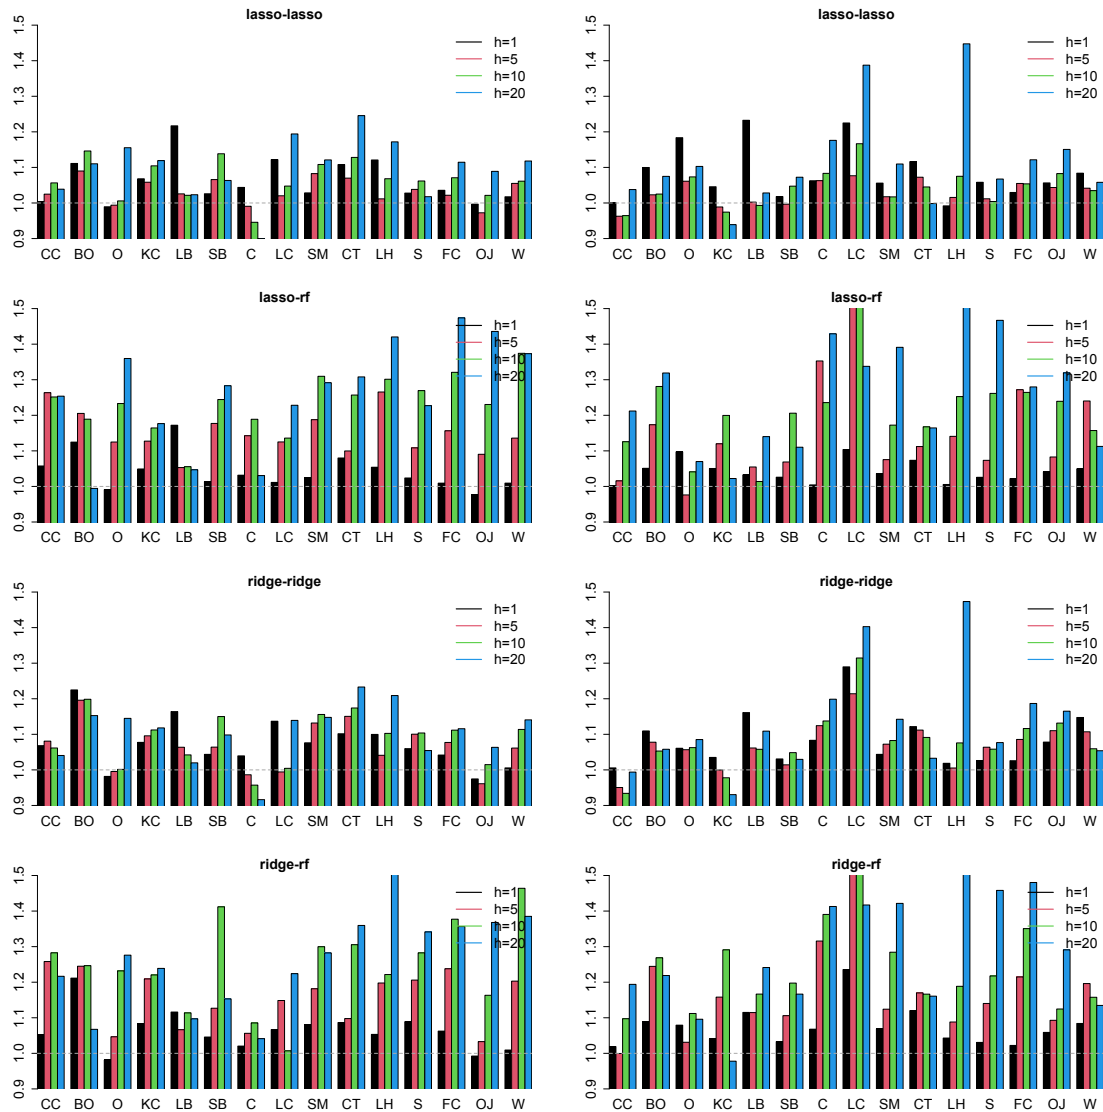 lasso-lasso
0.9 1.0 1.1 1.2 1.3 1.4 1.5
h=1
h=5
h=10
h=20
CC BO O KC LB SB C LC SM CT LH S FC OJ W
lasso-lasso
0.9 1.0 1.1 1.2 1.3 1.4 1.5
h=1
h=5
h=10
h=20
CC BO O KC LB SB C LC SM CT LH S FC OJ W
lasso-rf
0.9 1.0 1.1 1.2 1.3 1.4 1.5
h=1
h=5
h=10
h=20
CC BO O KC LB SB C LC SM CT LH S FC OJ W
lasso-rf
0.9 1.0 1.1 1.2 1.3 1.4 1.5
h=1
h=5
h=10
h=20
CC BO O KC LB SB C LC SM CT LH S FC OJ W
ridge-ridge
0.9 1.0 1.1 1.2 1.3 1.4 1.5
h=1
h=5
h=10
h=20
CC BO O KC LB SB C LC SM CT LH S FC OJ W
ridge-ridge
0.9 1.0 1.1 1.2 1.3 1.4 1.5
h=1
h=5
h=10
h=20
CC BO O KC LB SB C LC SM CT LH S FC OJ W
ridge-rf
0.9 1.0 1.1 1.2 1.3 1.4 1.5
h=1
h=5
h=10
h=20
CC BO O KC LB SB C LC SM CT LH S FC OJ W
ridge-rf
0.9 1.0 1.1 1.2 1.3 1.4 1.5
h=1
h=5
h=10
h=20
CC BO O KC LB SB C LC SM CT LH S FC OJ W